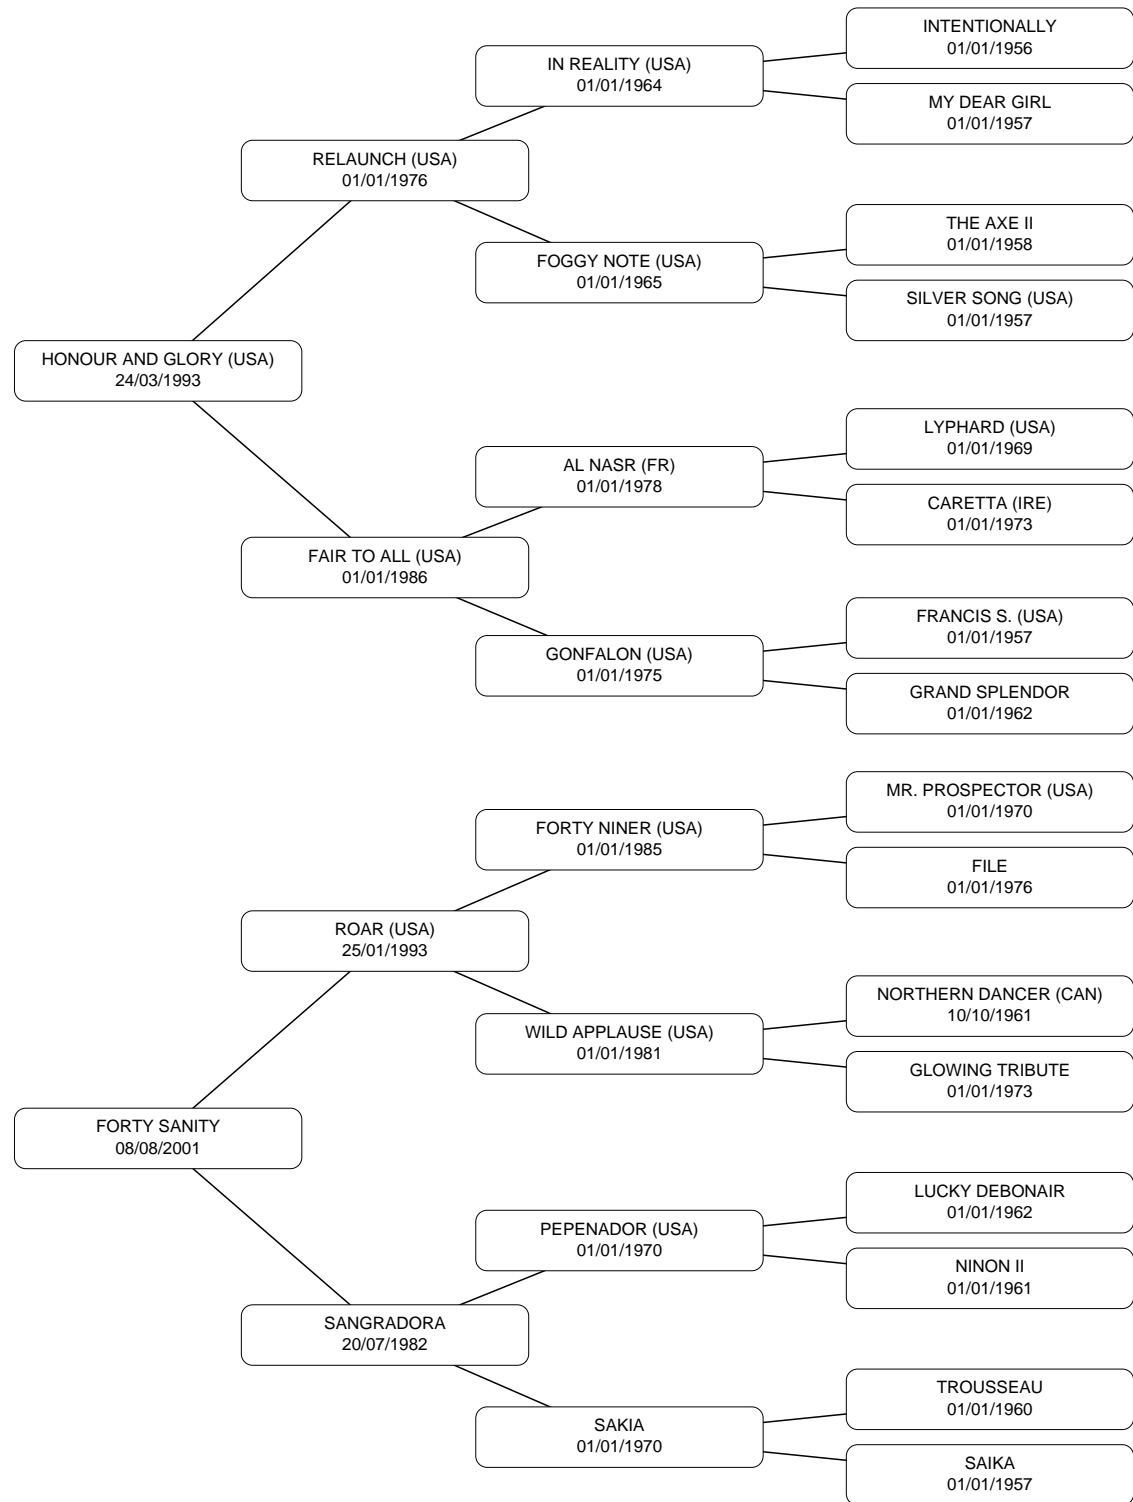 INTENTIONALLY
01/01/1956
IN REALITY (USA)
01/01/1964
MY DEAR GIRL
01/01/1957
RELAUNCH (USA)
01/01/1976
THE AXE II
01/01/1958
FOGGY NOTE (USA)
01/01/1965
SILVER SONG (USA)
01/01/1957
HONOUR AND GLORY (USA)
24/03/1993
LYPHARD (USA)
01/01/1969
AL NASR (FR)
01/01/1978
CARETTA (IRE)
01/01/1973
FAIR TO ALL (USA)
01/01/1986
FRANCIS S. (USA)
01/01/1957
GONFALON (USA)
01/01/1975
GRAND SPLENDOR
01/01/1962
MR. PROSPECTOR (USA)
01/01/1970
FORTY NINER (USA)
01/01/1985
FILE
01/01/1976
ROAR (USA)
25/01/1993
NORTHERN DANCER (CAN)
10/10/1961
WILD APPLAUSE (USA)
01/01/1981
GLOWING TRIBUTE
01/01/1973
FORTY SANITY
08/08/2001
LUCKY DEBONAIR
01/01/1962
PEPENADOR (USA)
01/01/1970
NINON II
01/01/1961
SANGRADORA
20/07/1982
TROUSSEAU
01/01/1960
SAKIA
01/01/1970
SAIKA
01/01/1957